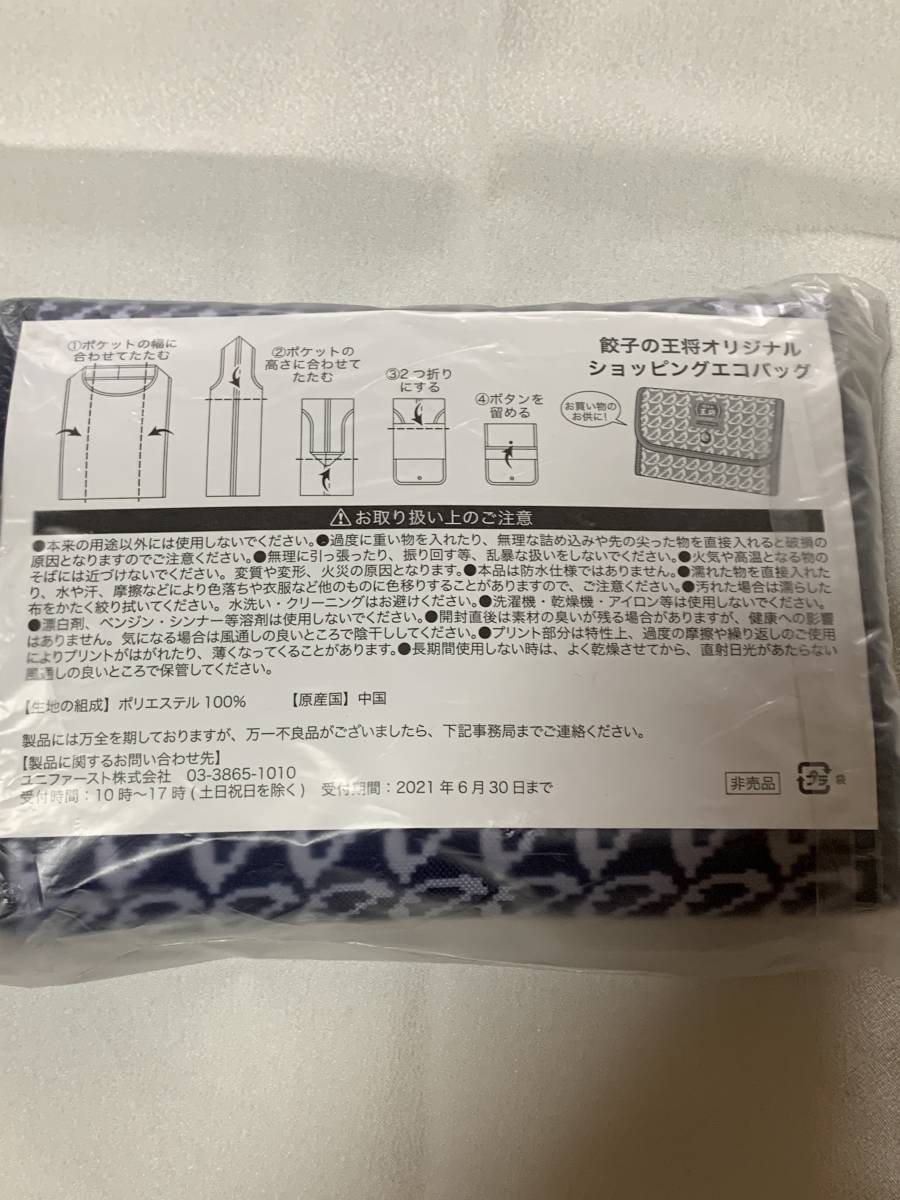 ①ポケットの幅に
合わせてたたむ
②ポケットの
高さに合わせて
たたむ
③2つ折り
にする
④ボタンを
留める
餃子の王将オリジナル
ショッピングエコバッグ
お買い物の
お供に!
⚠お取り扱い上のご注意
●本来の用途以外には使用しないでください。●過度に重い物を入れたり、無理な詰め込みや先の尖った物を直接入れると破損の
原因となりますのでご注意ください。●無理に引っ張ったり、振り回す等、乱暴な扱いをしないでください。●火気や高温となる物の
そばには近づけないでください。変質や変形、火災の原因となります。●本品は防水仕様ではありません。●濡れた物を直接入れた
り、水や汗、摩擦などにより色落ちや衣服など他のものに色移りすることがありますので、ご注意ください。●汚れた場合は濡らした
布をかたく絞り拭いてください。水洗い・クリーニングはお避けください。●洗濯機・乾燥機・アイロン等は使用しないでください。
●漂白剤、ベンジン・シンナー等溶剤は使用しないでください。●開封直後は素材の臭いが残る場合がありますが、健康への影響
はありません。気になる場合は風通しの良いところで陰干ししてください。●プリント部分は特性上、過度の摩擦や繰り返しのご使用
によりプリントがはがれたり、薄くなってくることがあります。●長期間使用しない時は、よく乾燥させてから、直射日光があたらない
風通しの良いところで保管してください。
【生地の組成】ポリエステル100% 【原産国】中国
製品には万全を期しておりますが、万一不良品がございましたら、下記事務局までご連絡ください。
【製品に関するお問い合わせ先】
ユニファースト株式会社 03-3865-1010
受付時間：10時～17時(土日祝日を除く) 受付期間：2021年6月30日まで
非売品
プラ
袋